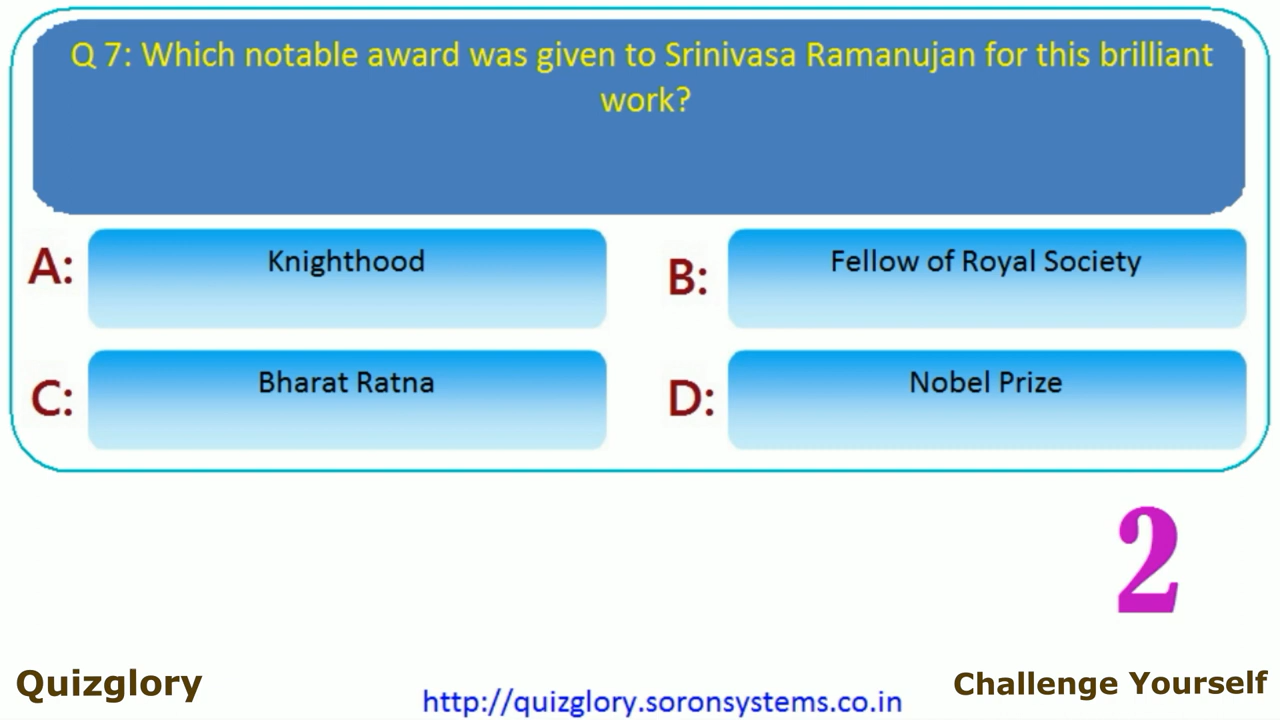 Q 7: Which notable award was given to Srinivasa Ramanujan for this brilliant
work?
A: Knighthood
B: Fellow of Royal Society
C: Bharat Ratna
D: Nobel Prize
2
Quizglory
http://quizglory.soronsystems.co.in
Challenge Yourself